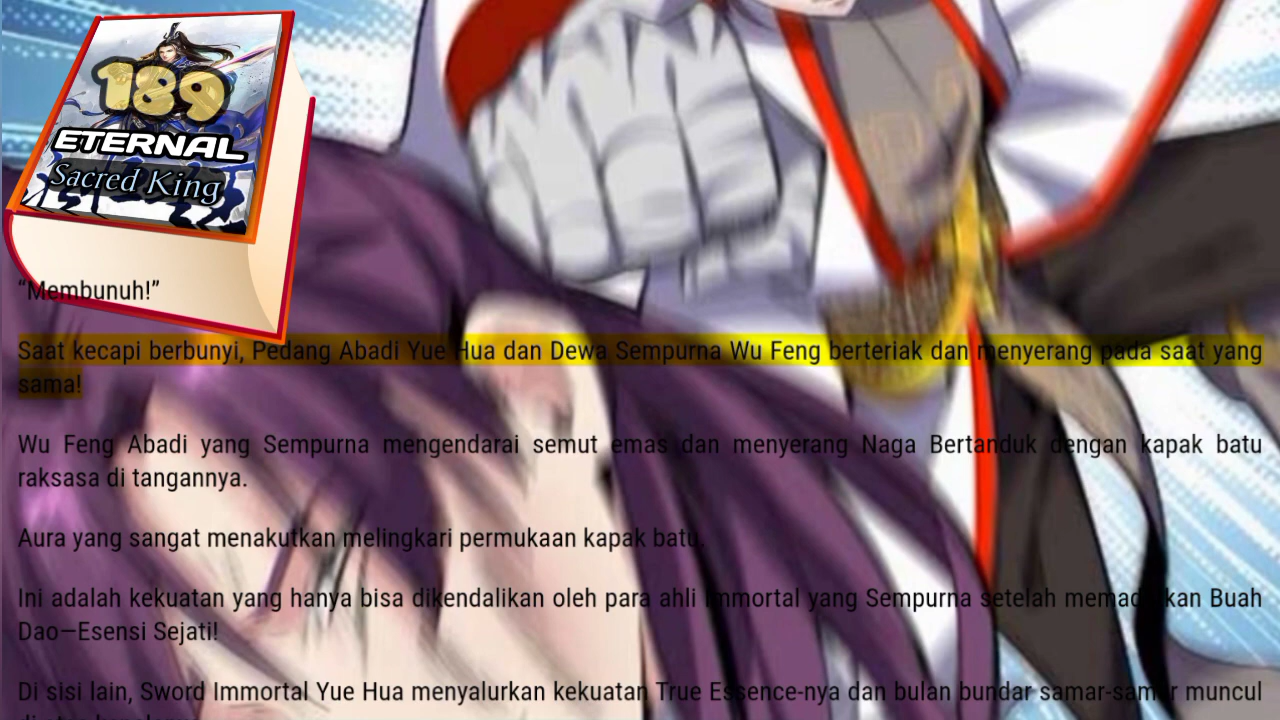 189
ETERNAL
Sacred King
“Membunuh!”
Saat kecapi berbunyi, Pedang Abadi Yue Hua dan Dewa Sempurna Wu Feng berteriak dan menyerang pada saat yang
sama!
Wu Feng Abadi yang Sempurna mengendarai semut emas dan menyerang Naga Bertanduk dengan kapak batu
raksasa di tangannya.
Aura yang sangat menakutkan melingkari permukaan kapak batu.
Ini adalah kekuatan yang hanya bisa dikendalikan oleh para ahli Immortal yang Sempurna setelah memadatkan Buah
Dao—Esensi Sejati!
Di sisi lain, Sword Immortal Yue Hua menyalurkan kekuatan True Essence-nya dan bulan bundar samar-samar muncul